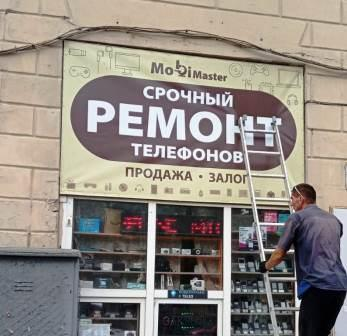 MobiMaster
СРОЧНЫЙ
РЕМОНТ
ТЕЛЕФОНОВ
ПРОДАЖА • ЗАЛОГ